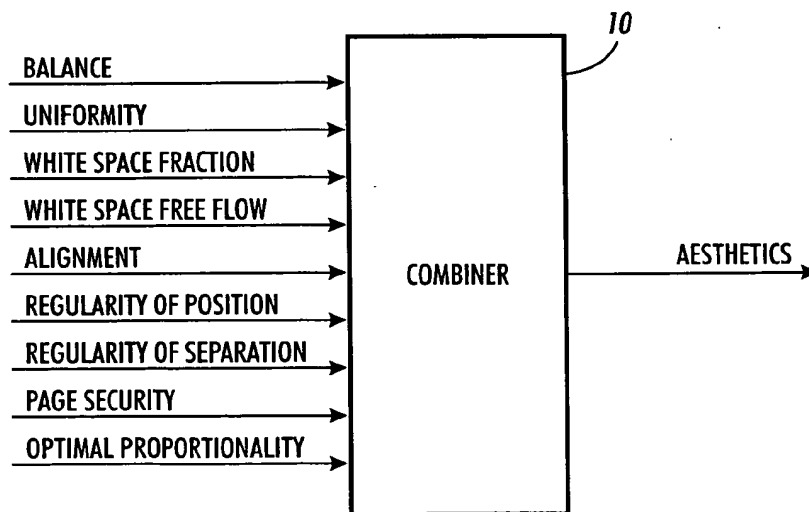 10
BALANCE
UNIFORMITY
WHITE SPACE FRACTION
WHITE SPACE FREE FLOW
ALIGNMENT
REGULARITY OF POSITION
REGULARITY OF SEPARATION
PAGE SECURITY
OPTIMAL PROPORTIONALITY
COMBINER
AESTHETICS